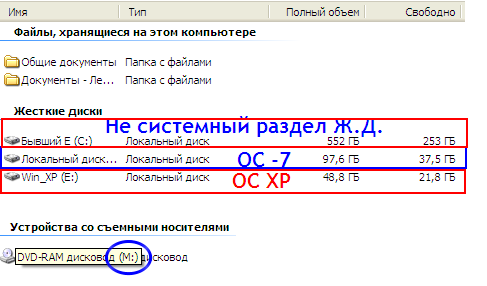 Имя Тип Полный объем Свободно
Файлы, хранящиеся на этом компьютере
Общие документы Папка с файлами
Документы - Ле... Папка с файлами
Жесткие диски
Не системный раздел Ж.Д.
Бывший E (C:) Локальный диск 552 ГБ 253 ГБ
Локальный диск... Локальный диск 97,6 ГБ 37,5 ГБ
ОС -7
Win_XP (E:) Локальный диск 48,8 ГБ 21,8 ГБ
ОС XP
Устройства со съемными носителями
DVD-RAM дисковод (M:) дисковод